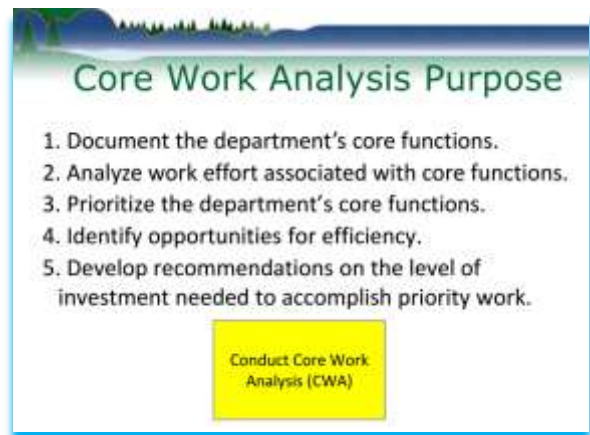 Core Work Analysis Purpose
1. Document the department's core functions.
2. Analyze work effort associated with core functions.
3. Prioritize the department's core functions.
4. Identify opportunities for efficiency.
5. Develop recommendations on the level of
investment needed to accomplish priority work.
Conduct Core Work
Analysis (CWA)